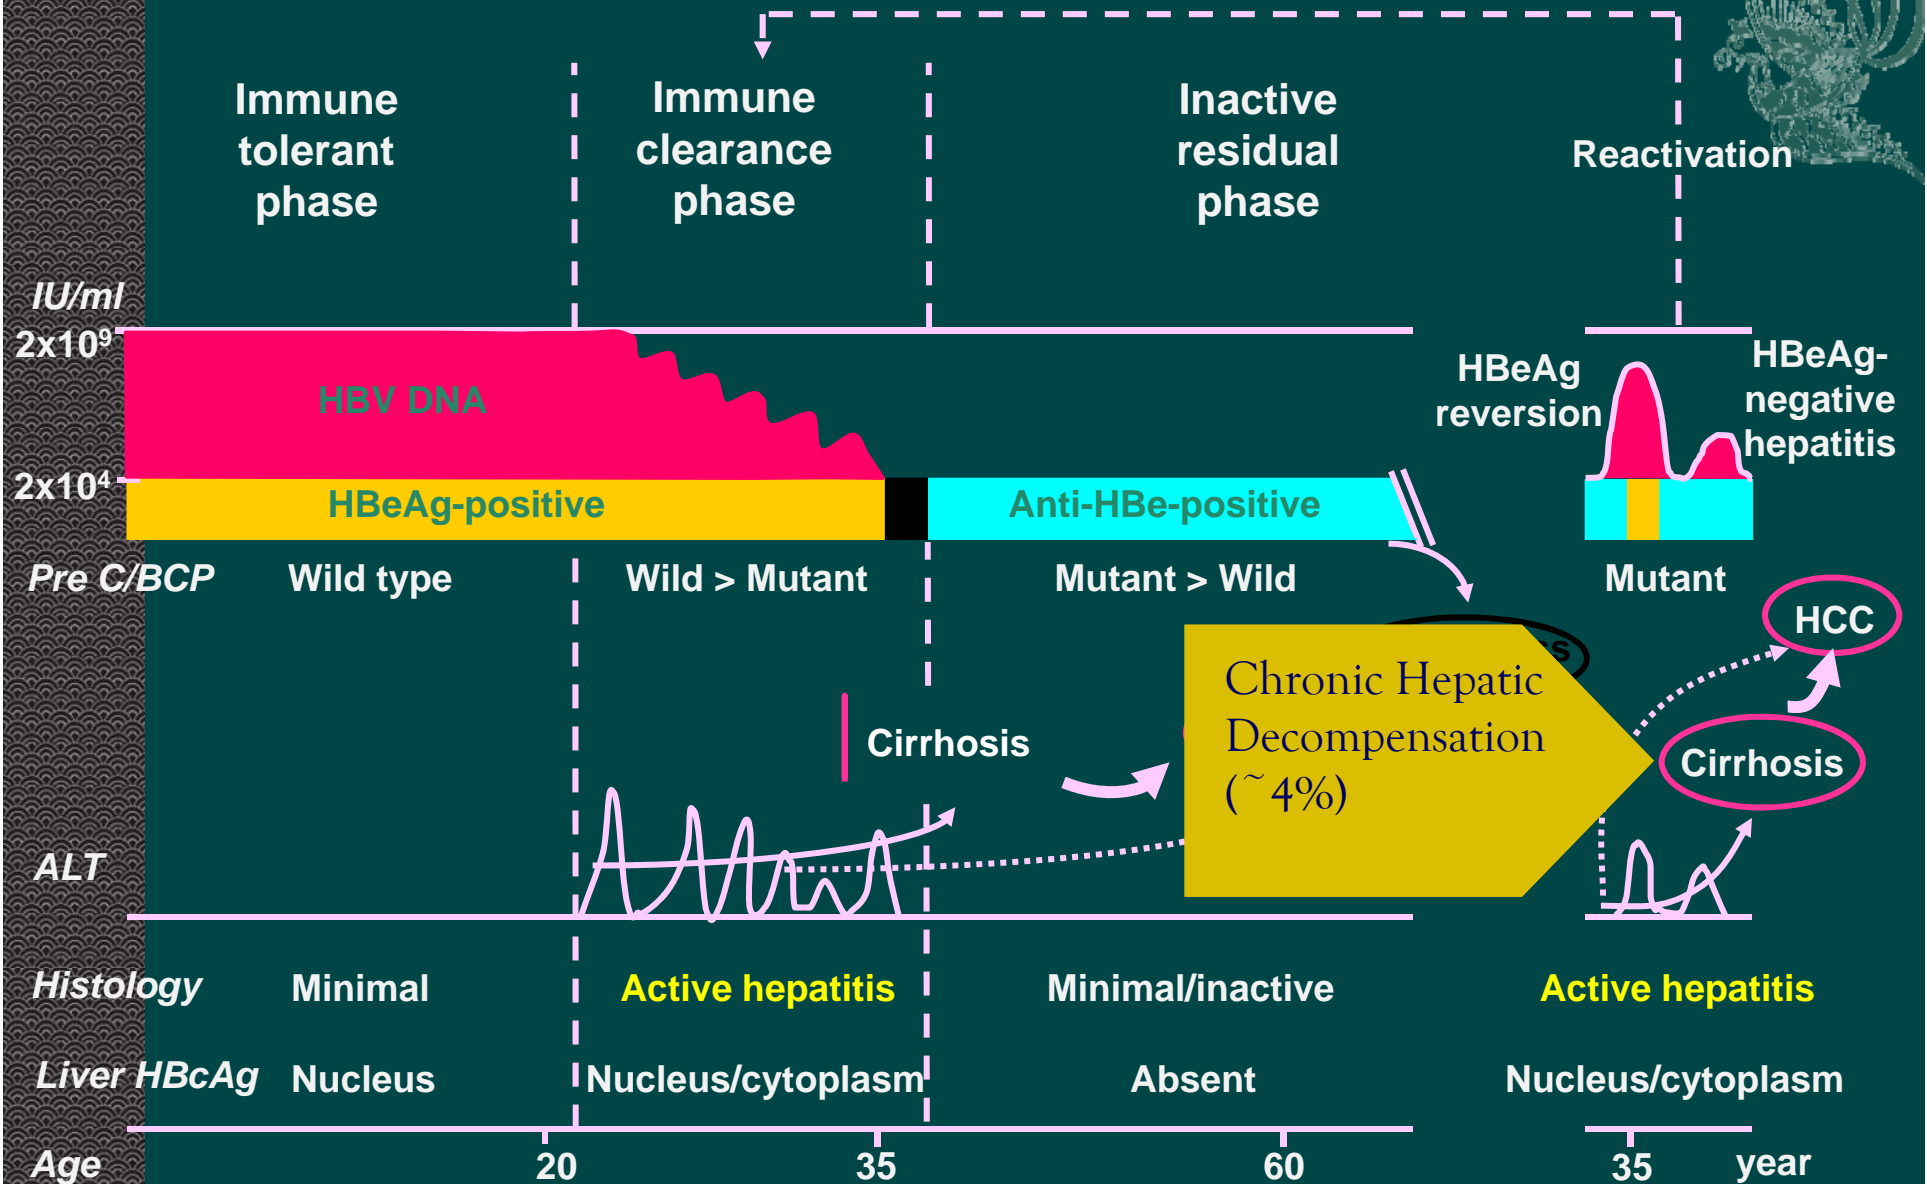 Immune
tolerant
phase
Immune
clearance
phase
Inactive
residual
phase
Reactivation
IU/ml
2x10⁹
HBV DNA
HBeAg
reversion
HBeAg-
negative
hepatitis
2x10⁴
HBeAg-positive
Anti-HBe-positive
Pre C/BCP
Wild type
Wild > Mutant
Mutant > Wild
Mutant
HCC
Chronic Hepatic
Decompensation
(~4%)
Cirrhosis
Cirrhosis
ALT
Histology
Minimal
Active hepatitis
Minimal/inactive
Active hepatitis
Liver HBcAg
Nucleus
Nucleus/cytoplasm
Absent
Nucleus/cytoplasm
Age
20
35
60
35
year